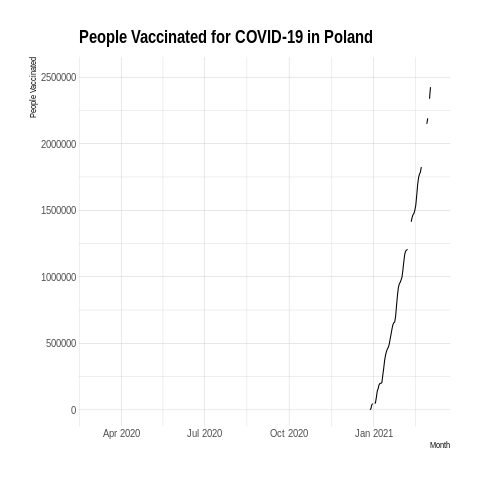 People Vaccinated for COVID-19 in Poland
People Vaccinated
2500000
2000000
1500000
1000000
500000
0
Apr 2020 Jul 2020 Oct 2020 Jan 2021
Month